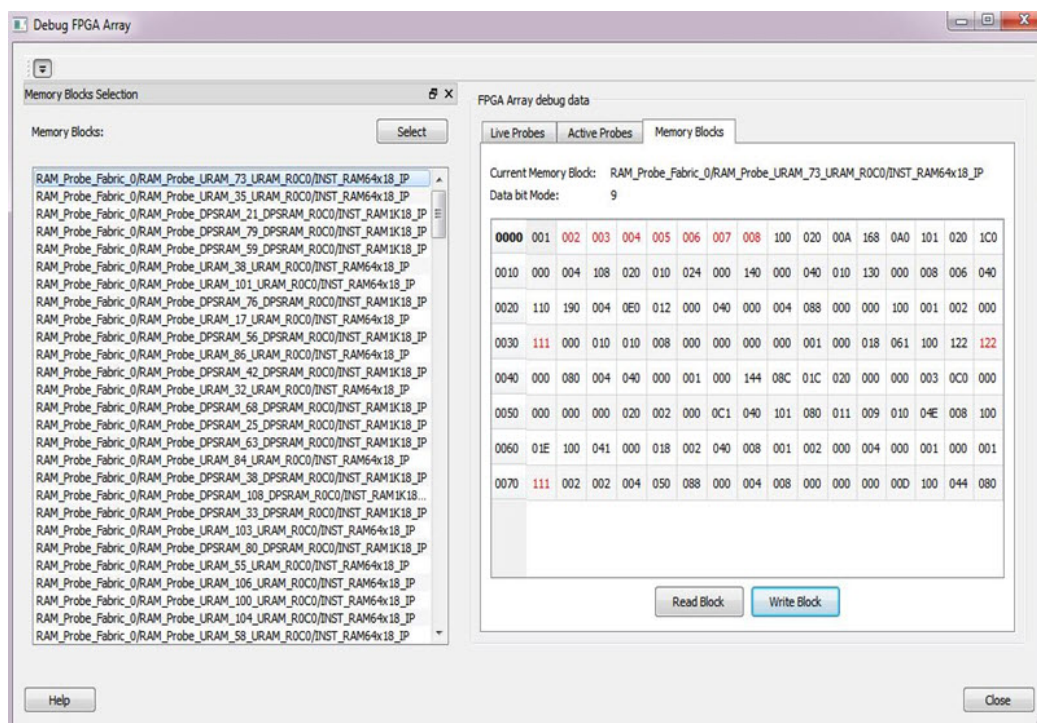 Debug FPGA Array
Memory Blocks Selection
Memory Blocks:
Select
RAM_Probe_Fabric_0/RAM_Probe_URAM_73_URAM_R0C0/INST_RAM64x18_IP
RAM_Probe_Fabric_0/RAM_Probe_URAM_35_URAM_R0C0/INST_RAM64x18_IP
RAM_Probe_Fabric_0/RAM_Probe_DPSRAM_21_DPSRAM_R0C0/INST_RAM1K18_IP
RAM_Probe_Fabric_0/RAM_Probe_DPSRAM_79_DPSRAM_R0C0/INST_RAM1K18_IP
RAM_Probe_Fabric_0/RAM_Probe_DPSRAM_59_DPSRAM_R0C0/INST_RAM1K18_IP
RAM_Probe_Fabric_0/RAM_Probe_URAM_38_URAM_R0C0/INST_RAM64x18_IP
RAM_Probe_Fabric_0/RAM_Probe_URAM_101_URAM_R0C0/INST_RAM64x18_IP
RAM_Probe_Fabric_0/RAM_Probe_DPSRAM_76_DPSRAM_R0C0/INST_RAM1K18_IP
RAM_Probe_Fabric_0/RAM_Probe_URAM_17_URAM_R0C0/INST_RAM64x18_IP
RAM_Probe_Fabric_0/RAM_Probe_DPSRAM_56_DPSRAM_R0C0/INST_RAM1K18_IP
RAM_Probe_Fabric_0/RAM_Probe_URAM_86_URAM_R0C0/INST_RAM64x18_IP
RAM_Probe_Fabric_0/RAM_Probe_DPSRAM_42_DPSRAM_R0C0/INST_RAM1K18_IP
RAM_Probe_Fabric_0/RAM_Probe_URAM_32_URAM_R0C0/INST_RAM64x18_IP
RAM_Probe_Fabric_0/RAM_Probe_DPSRAM_68_DPSRAM_R0C0/INST_RAM1K18_IP
RAM_Probe_Fabric_0/RAM_Probe_DPSRAM_25_DPSRAM_R0C0/INST_RAM1K18_IP
RAM_Probe_Fabric_0/RAM_Probe_DPSRAM_63_DPSRAM_R0C0/INST_RAM1K18_IP
RAM_Probe_Fabric_0/RAM_Probe_URAM_84_URAM_R0C0/INST_RAM64x18_IP
RAM_Probe_Fabric_0/RAM_Probe_DPSRAM_38_DPSRAM_R0C0/INST_RAM1K18_IP
RAM_Probe_Fabric_0/RAM_Probe_DPSRAM_108_DPSRAM_R0C0/INST_RAM1K18...
RAM_Probe_Fabric_0/RAM_Probe_DPSRAM_33_DPSRAM_R0C0/INST_RAM1K18_IP
RAM_Probe_Fabric_0/RAM_Probe_URAM_103_URAM_R0C0/INST_RAM64x18_IP
RAM_Probe_Fabric_0/RAM_Probe_DPSRAM_80_DPSRAM_R0C0/INST_RAM1K18_IP
RAM_Probe_Fabric_0/RAM_Probe_URAM_55_URAM_R0C0/INST_RAM64x18_IP
RAM_Probe_Fabric_0/RAM_Probe_URAM_106_URAM_R0C0/INST_RAM64x18_IP
RAM_Probe_Fabric_0/RAM_Probe_URAM_100_URAM_R0C0/INST_RAM64x18_IP
RAM_Probe_Fabric_0/RAM_Probe_URAM_104_URAM_R0C0/INST_RAM64x18_IP
RAM_Probe_Fabric_0/RAM_Probe_URAM_58_URAM_R0C0/INST_RAM64x18_IP
FPGA Array debug data
Live Probes Active Probes Memory Blocks
Current Memory Block: RAM_Probe_Fabric_0/RAM_Probe_URAM_73_URAM_R0C0/INST_RAM64x18_IP
Data bit Mode: 9
0000 001 002 003 004 005 006 007 008 100 020 00A 168 0A0 101 020 1C0
0010 000 004 108 020 010 024 000 140 000 040 010 130 000 008 006 040
0020 110 190 004 0E0 012 000 040 000 004 088 000 000 100 001 002 000
0030 111 000 010 010 008 000 000 000 000 001 000 018 061 100 122 122
0040 000 080 004 040 000 001 000 144 08C 01C 020 000 000 003 0C0 000
0050 000 000 000 020 002 000 0C1 040 101 080 011 009 010 04E 008 100
0060 01E 100 041 000 018 002 040 008 001 002 000 004 000 001 000 001
0070 111 002 002 004 050 088 000 004 008 000 000 000 00D 100 044 080
Read Block Write Block
Help
Close